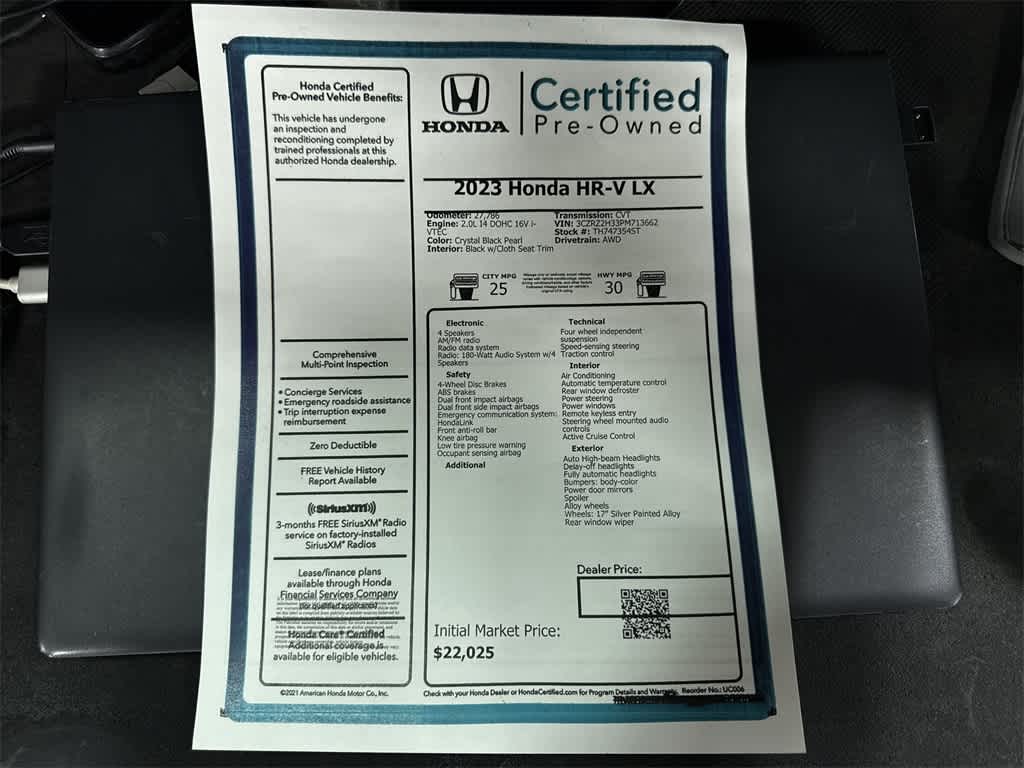 Honda Certified
Pre-Owned Vehicle Benefits:
This vehicle has undergone
an inspection and
reconditioning completed by
trained professionals at this
authorized Honda dealership.
Comprehensive
Multi-Point Inspection
• Concierge Services
• Emergency roadside assistance
• Trip interruption expense
reimbursement
Zero Deductible
FREE Vehicle History
Report Available
((SiriusXM))
3-months FREE SiriusXM® Radio
service on factory-installed
SiriusXM® Radios
Lease/finance plans
available through Honda
Financial Services Company
(for qualified applicants)
Honda Care® Certified
Additional coverage is
available for eligible vehicles.
©2021 American Honda Motor Co., Inc.
HONDA
Certified
Pre-Owned
2023 Honda HR-V LX
Odometer: 27,786
Engine: 2.0L I4 DOHC 16V i-
VTEC
Color: Crystal Black Pearl
Interior: Black w/Cloth Seat Trim
Transmission: CVT
VIN: 3CZRZ2H33PM713662
Stock #: TH747354ST
Drivetrain: AWD
CITY MPG
25
HWY MPG
30
Electronic
4 Speakers
AM/FM radio
Radio data system
Radio: 180-Watt Audio System w/4
Speakers
Safety
4-Wheel Disc Brakes
ABS brakes
Dual front impact airbags
Dual front side impact airbags
Emergency communication system:
HondaLink
Front anti-roll bar
Knee airbag
Low tire pressure warning
Occupant sensing airbag
Additional
Technical
Four wheel independent
suspension
Speed-sensing steering
Traction control
Interior
Air Conditioning
Automatic temperature control
Rear window defroster
Power steering
Power windows
Remote keyless entry
Steering wheel mounted audio
controls
Active Cruise Control
Exterior
Auto High-beam Headlights
Delay-off headlights
Fully automatic headlights
Bumpers: body-color
Power door mirrors
Spoiler
Alloy wheels
Wheels: 17" Silver Painted Alloy
Rear window wiper
Dealer Price:
Initial Market Price:
$22,025
Check with your Honda Dealer or HondaCertified.com for Program Details and Warranty. Reorder No.: UC006